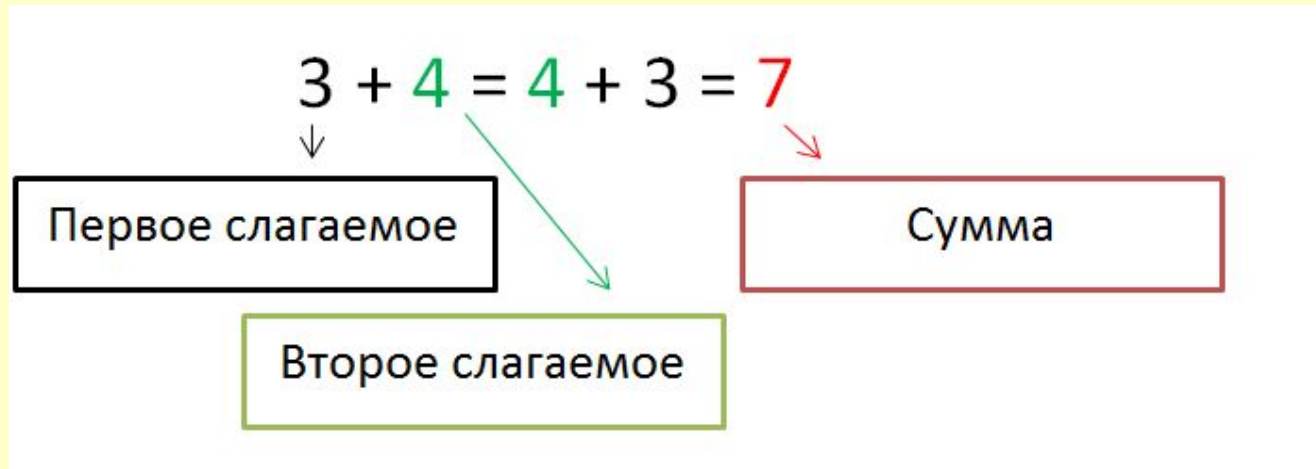 3 + 4 = 4 + 3 = 7
Первое слагаемое
Сумма
Второе слагаемое